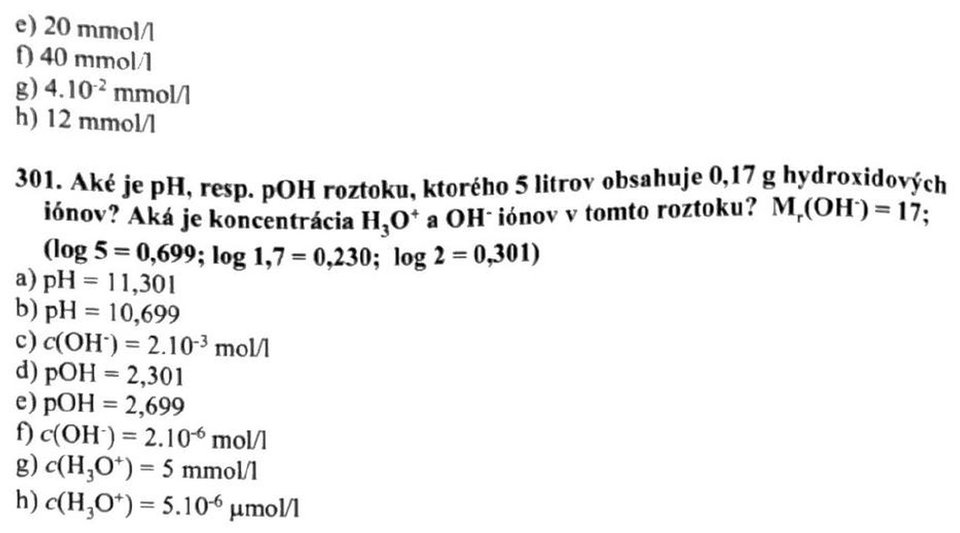 e) 20 mmol/l
f) 40 mmol/l
g) 4.10⁻² mmol/l
h) 12 mmol/l
301. Aké je pH, resp. pOH roztoku, ktorého 5 litrov obsahuje 0,17 g hydroxidových
iónov? Aká je koncentrácia H₃O⁺ a OH⁻ iónov v tomto roztoku? Mᵣ(OH⁻) = 17;
(log 5 = 0,699; log 1,7 = 0,230; log 2 = 0,301)
a) pH = 11,301
b) pH = 10,699
c) c(OH⁻) = 2.10⁻³ mol/l
d) pOH = 2,301
e) pOH = 2,699
f) c(OH⁻) = 2.10⁻⁶ mol/l
g) c(H₃O⁺) = 5 mmol/l
h) c(H₃O⁺) = 5.10⁻⁶ µmol/l